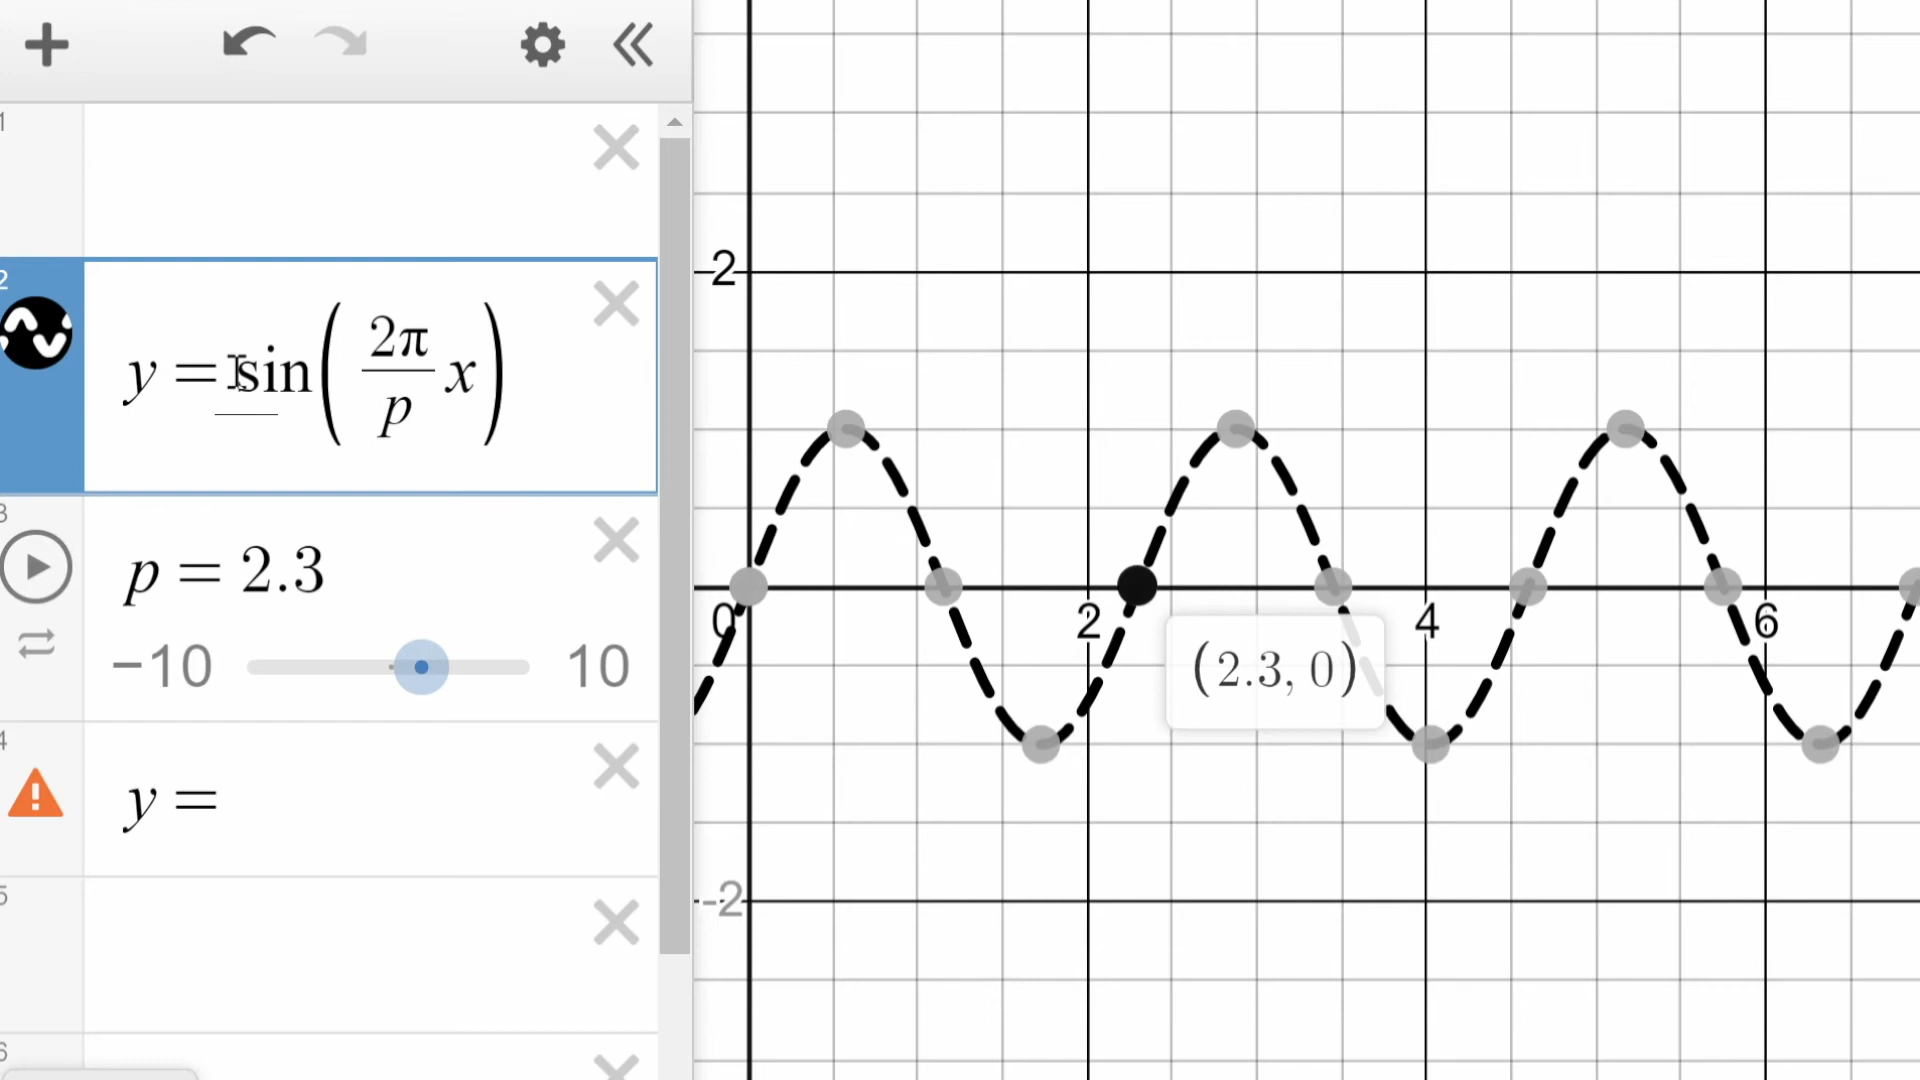 1
2
y = sin(2π/p x)
3
p = 2.3
−10 10
4
y =
5
6
2
0 2 4 6
(2.3, 0)
-2